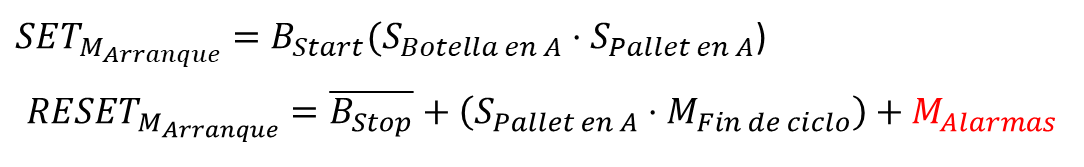 SET_{M_{Arranque}} = B_{Start}(S_{Botella en A} · S_{Pallet en A})
RESET_{M_{Arranque}} = \overline{B_{Stop}} + (S_{Pallet en A} · M_{Fin de ciclo}) + M_{Alarmas}